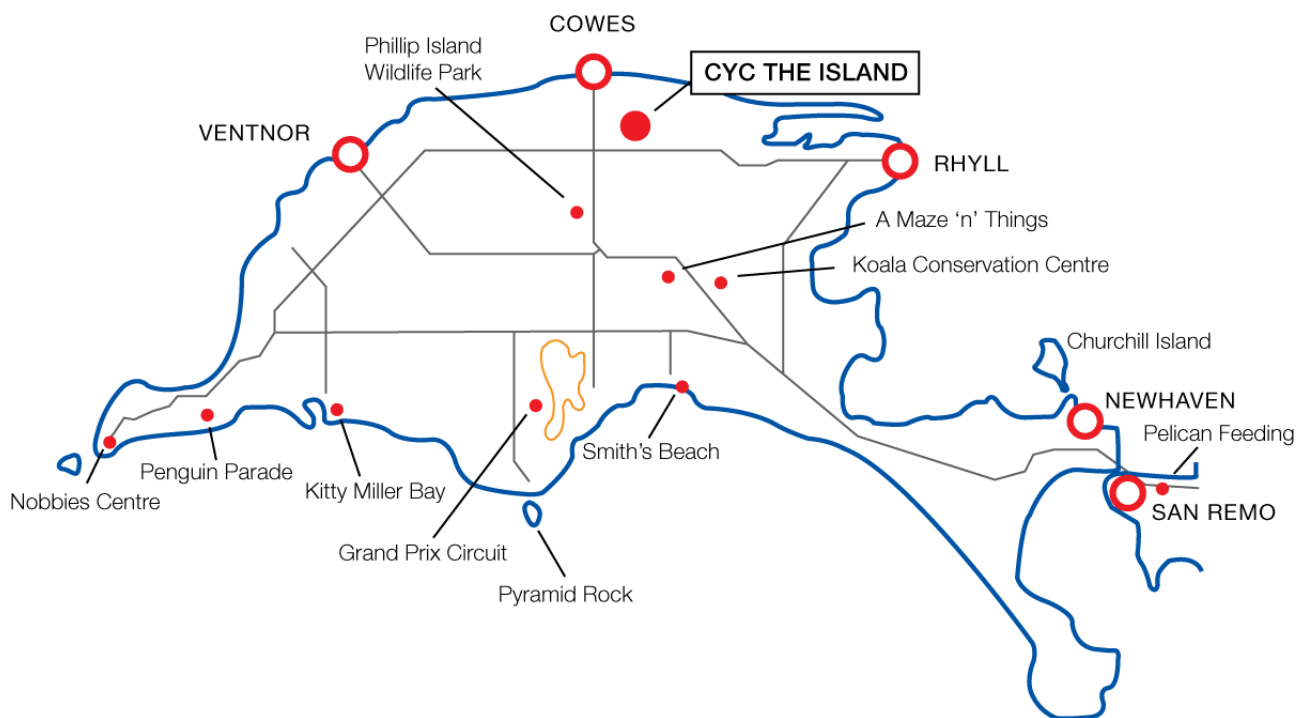 COWES
Phillip Island
Wildlife Park
CYC THE ISLAND
VENTNOR
RHYLL
A Maze ‘n’ Things
Koala Conservation Centre
Churchill Island
NEWHAVEN
Pelican Feeding
SAN REMO
Smith’s Beach
Penguin Parade
Kitty Miller Bay
Nobbies Centre
Grand Prix Circuit
Pyramid Rock